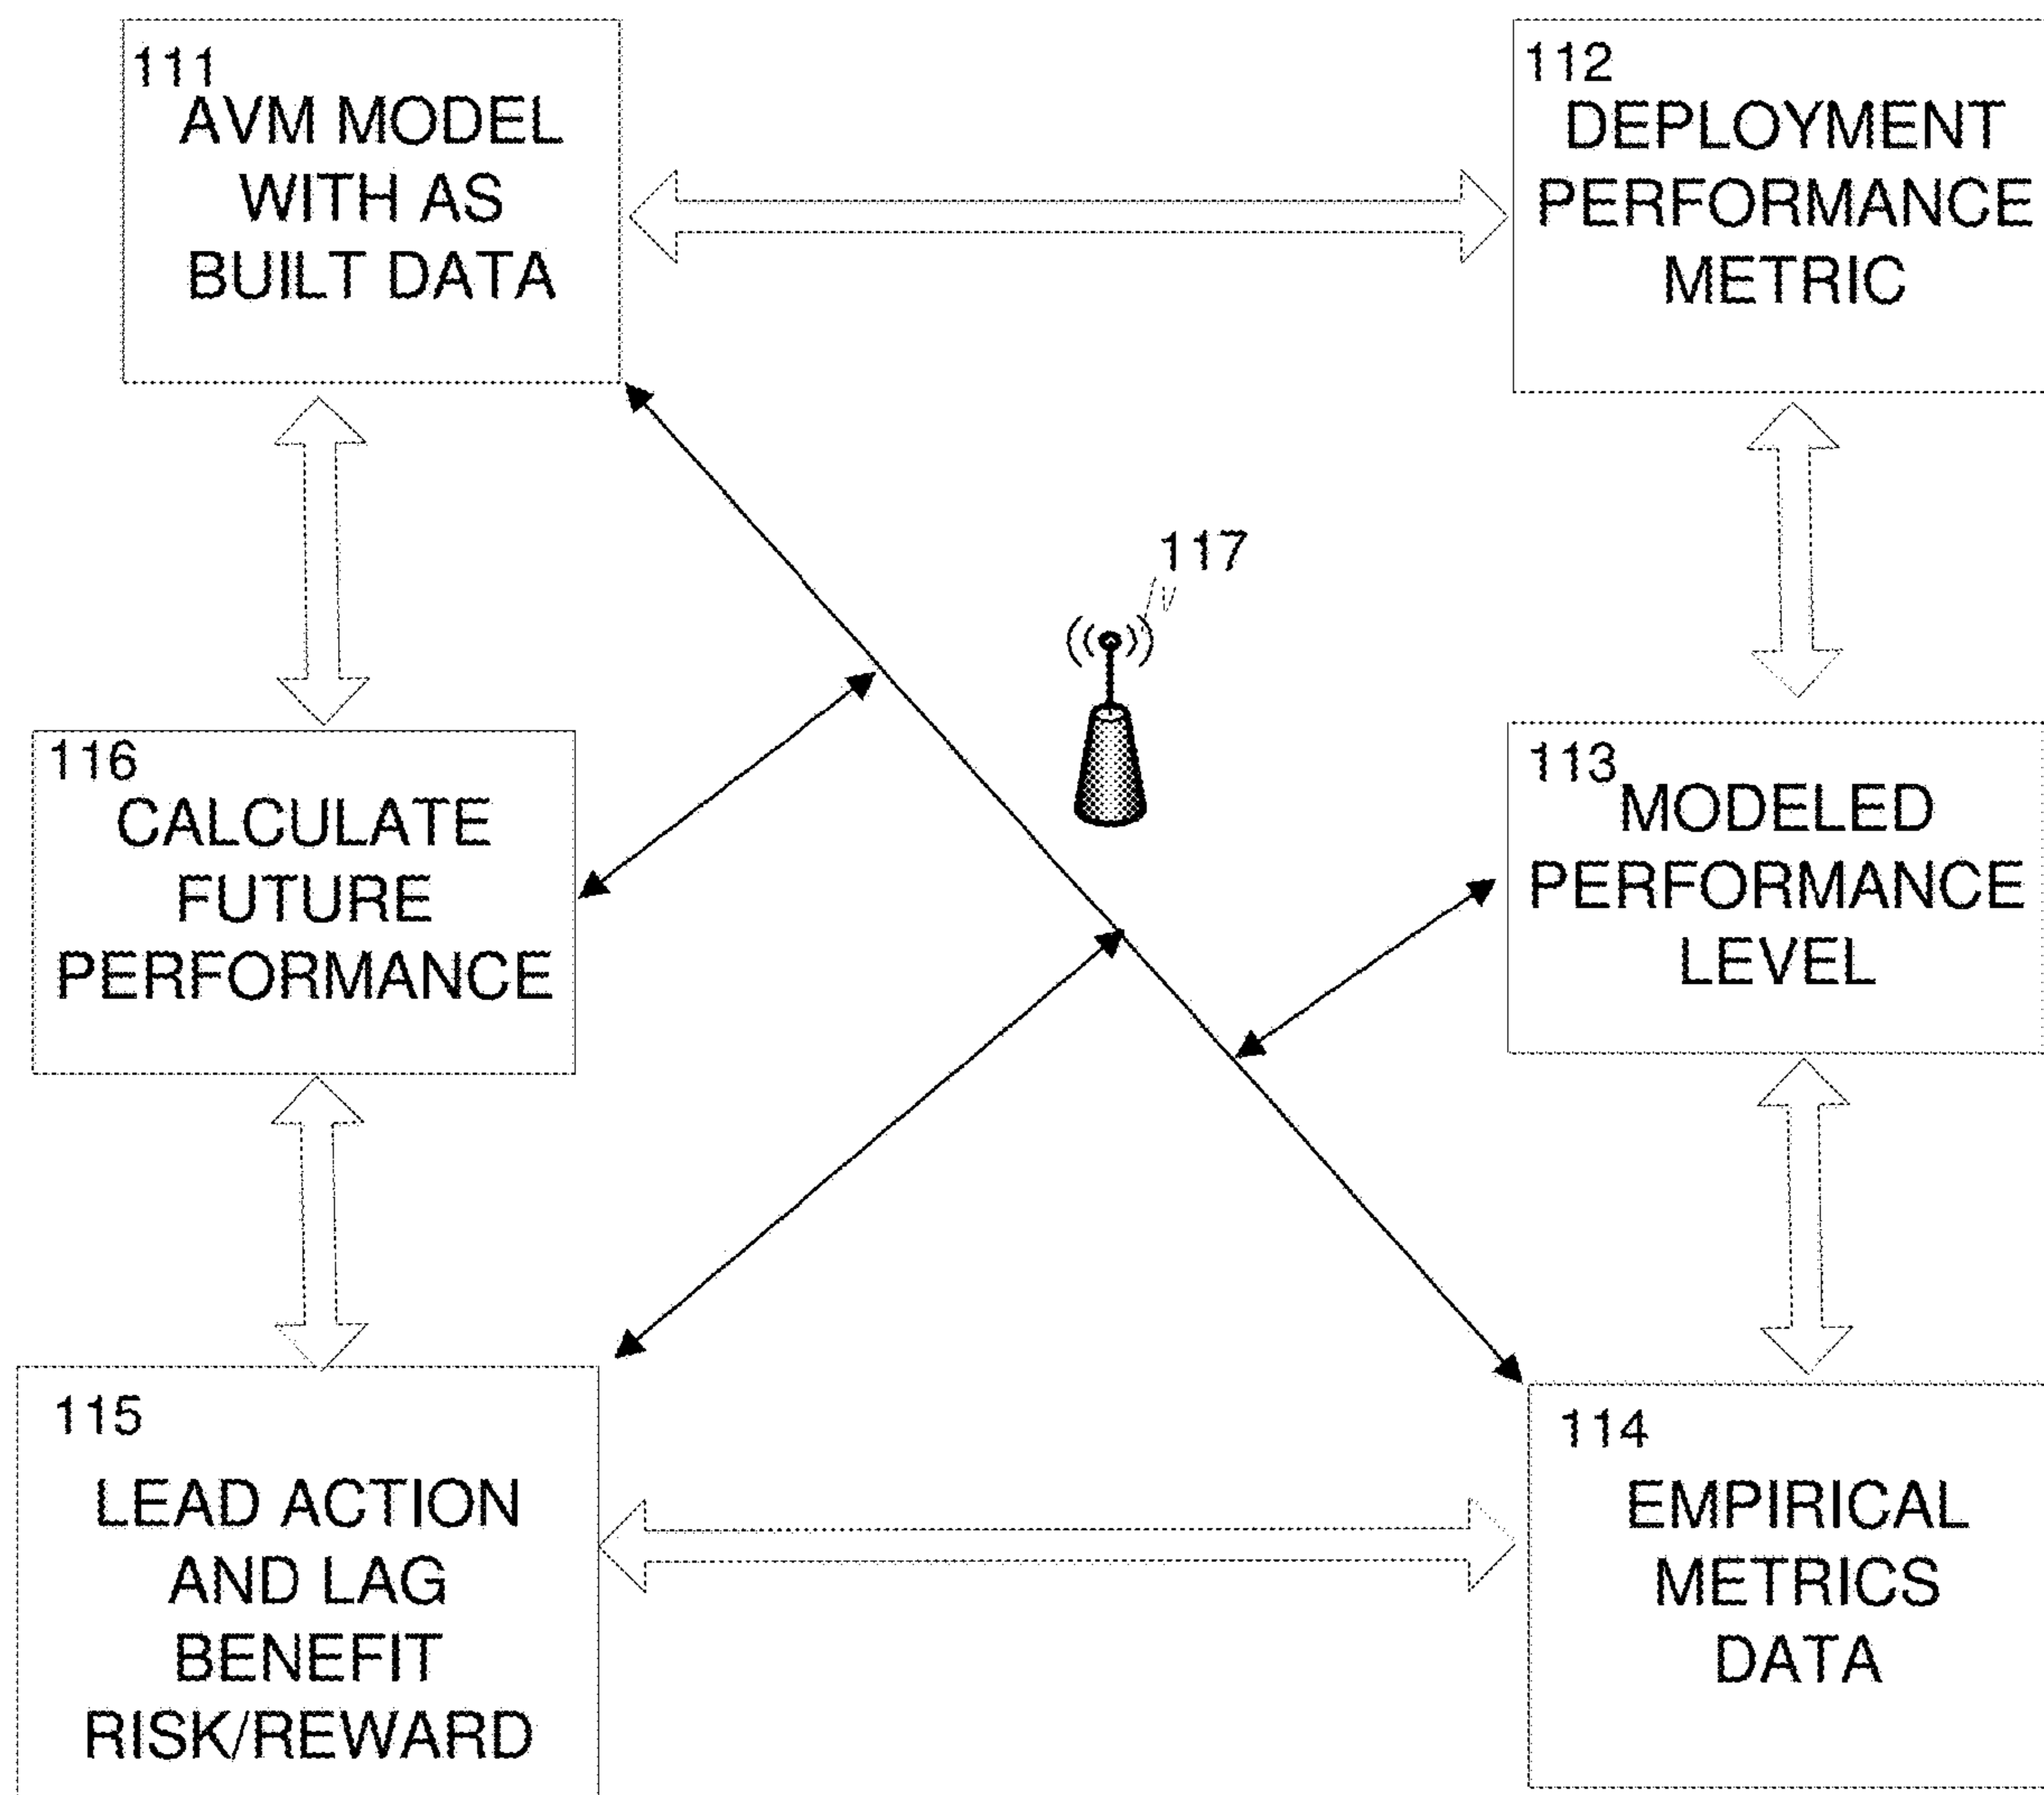 111
AVM MODEL
WITH AS
BUILT DATA
112
DEPLOYMENT
PERFORMANCE
METRIC
117
116
CALCULATE
FUTURE
PERFORMANCE
113
MODELED
PERFORMANCE
LEVEL
115
LEAD ACTION
AND LAG
BENEFIT
RISK/REWARD
114
EMPIRICAL
METRICS
DATA